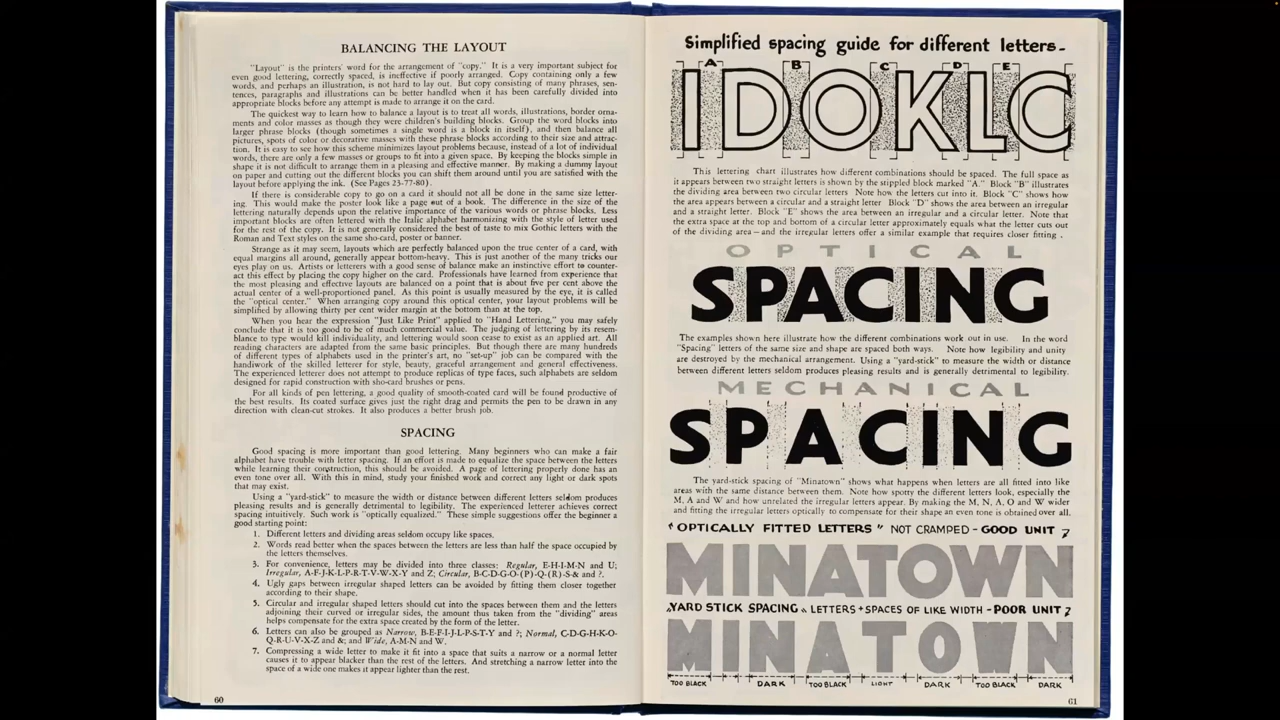 BALANCING THE LAYOUT
"Layout" is the printers' word for the arrangement of "copy." It is a very important subject for
even good lettering, correctly spaced, is ineffective if poorly arranged. Copy containing only a few
words, and perhaps an illustration, is not hard to lay out. But copy consisting of many phrases, sen-
tences, paragraphs and illustrations can be better handled when it has been carefully divided into
appropriate blocks before any attempt is made to arrange it on the card.
The quickest way to learn how to balance a layout is to treat all words, illustrations, border orna-
ments and color masses as though they were children's building blocks. Group the word blocks into
larger phrase blocks (though sometimes a single word is a block in itself), and then balance all
pictures, spots of color or decorative masses with these phrase blocks according to their size and attrac-
tion. It is easy to see how this scheme minimizes layout problems because, instead of a lot of individual
words, there are only a few masses or groups to fit into a given space. By keeping the blocks simple in
shape it is not difficult to arrange them in a pleasing and effective manner. By making a dummy layout
on paper and cutting out the different blocks you can shift them around until you are satisfied with the
layout before applying the ink. (See Pages 23-77-80).
If there is considerable copy to go on a card it should not all be done in the same size letter-
ing. This would make the poster look like a page out of a book. The difference in the size of the
lettering naturally depends upon the relative importance of the various words or phrase blocks. Less
important blocks are often lettered with the Italic alphabet harmonizing with the style of letter used
for the rest of the copy. It is not generally considered the best of taste to mix Gothic letters with the
Roman and Text styles on the same sho-card, poster or banner.
Strange as it may seem, layouts which are perfectly balanced upon the true center of a card, with
equal margins all around, generally appear bottom-heavy. This is just another of the many tricks our
eyes play on us. Artists or letterers with a good sense of balance make an instinctive effort to counter-
act this effect by placing the copy higher on the card. Professionals have learned from experience that
the most pleasing and effective layouts are balanced on a point that is about five per cent above the
actual center of a well-proportioned panel. As this point is usually measured by the eye, it is called
the "optical center." When arranging copy around this optical center, your layout problems will be
simplified by allowing thirty per cent wider margin at the bottom than at the top.
When you hear the expression "Just Like Print" applied to "Hand Lettering," you may safely
conclude that it is too good to be of much commercial value. The judging of lettering by its resem-
blance to type would kill individuality, and lettering would soon cease to exist as an applied art. All
reading characters are adapted from the same basic principles. But though there are many hundreds
of different types of alphabets used in the printer's art, no "set-up" job can be compared with the
handiwork of the skilled letterer for style, beauty, graceful arrangement and general effectiveness.
The experienced letterer does not attempt to produce replicas of type faces, such alphabets are seldom
designed for rapid construction with sho-card brushes or pens.
For all kinds of pen lettering, a good quality of smooth-coated card will be found productive of
the best results. Its coated surface gives just the right drag and permits the pen to be drawn in any
direction with clean-cut strokes. It also produces a better brush job.
SPACING
Good spacing is more important than good lettering. Many beginners who can make a fair
alphabet have trouble with letter spacing. If an effort is made to equalize the space between the letters
while learning their construction, this should be avoided. A page of lettering properly done has an
even tone over all. With this in mind, study your finished work and correct any light or dark spots
that may exist.
Using a "yard-stick" to measure the width or distance between different letters seldom produces
pleasing results and is generally detrimental to legibility. The experienced letterer achieves correct
spacing intuitively. Such work is "optically equalized." These simple suggestions offer the beginner a
good starting point:
1. Different letters and dividing areas seldom occupy like spaces.
2. Words read better when the spaces between the letters are less than half the space occupied by
the letters themselves.
3. For convenience, letters may be divided into three classes: Regular, E-H-I-M-N and U;
Irregular, A-F-J-K-L-P-R-T-V-W-X-Y and Z; Circular, B-C-D-G-O-(P)-Q-(R)-S-& and ?.
4. Ugly gaps between irregular shaped letters can be avoided by fitting them closer together
according to their shape.
5. Circular and irregular shaped letters should cut into the spaces between them and the letters
adjoining their curved or irregular sides, the amount thus taken from the "dividing" areas
helps compensate for the extra space created by the form of the letter.
6. Letters can also be grouped as Narrow, B-E-F-I-J-L-P-S-T-Y and ?; Normal, C-D-G-H-K-O-
Q-R-U-V-X-Z and &; and Wide, A-M-N and W.
7. Compressing a wide letter to make it fit into a space that suits a narrow or a normal letter
causes it to appear blacker than the rest of the letters. And stretching a narrow letter into the
space of a wide one makes it appear lighter than the rest.
60
Simplified spacing guide for different letters-
A B C D E
IDOKLC
This lettering chart illustrates how different combinations should be spaced. The full space as
it appears between two straight letters is shown by the stippled block marked "A." Block "B" illustrates
the dividing area between two circular letters Note how the letters cut into it. Block "C" shows how
the area appears between a circular and a straight letter Block "D" shows the area between an irregular
and a straight letter. Block "E" shows the area between an irregular and a circular letter. Note that
the extra space at the top and bottom of a circular letter approximately equals what the letter cuts out
of the dividing area—and the irregular letters offer a similar example that requires closer fitting.
OPTICAL
SPACING
The examples shown here illustrate how the different combinations work out in use. In the word
"Spacing" letters of the same size and shape are spaced both ways. Note how legibility and unity
are destroyed by the mechanical arrangement. Using a "yard-stick" to measure the width or distance
between different letters seldom produces pleasing results and is generally detrimental to legibility.
MECHANICAL
SPACING
The yard-stick spacing of "Minatown" shows what happens when letters are all fitted into like
areas with the same distance between them. Note how spotty the different letters look, especially the
M, A and W and how unrelated the irregular letters appear. By making the M, N, A, O and W wider
and fitting the irregular letters optically to compensate for their shape an even tone is obtained over all.
"OPTICALLY FITTED LETTERS" NOT CRAMPED - GOOD UNIT
MINATOWN
YARD STICK SPACING & LETTERS + SPACES OF LIKE WIDTH - POOR UNIT
MINATOWN
TOO BLACK DARK TOO BLACK LIGHT DARK TOO BLACK DARK
61